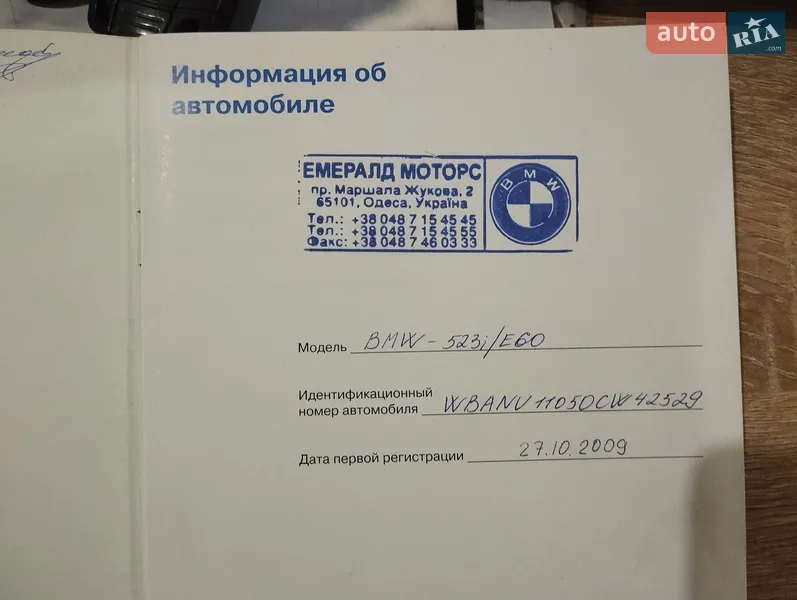 auto RIA
.com
Информация об
автомобиле
ЕМЕРАЛД МОТОРС
пр. Маршала Жукова, 2
65101, Одеса, Україна
Тел.: +38 048 7 15 45 45
Тел.: +38 048 7 15 45 55
Факс: +38 048 7 46 03 33
BMW
Модель BMW - 523i/E60
Идентификационный
номер автомобиля WBANV11050CW42529
Дата первой регистрации 27.10.2009